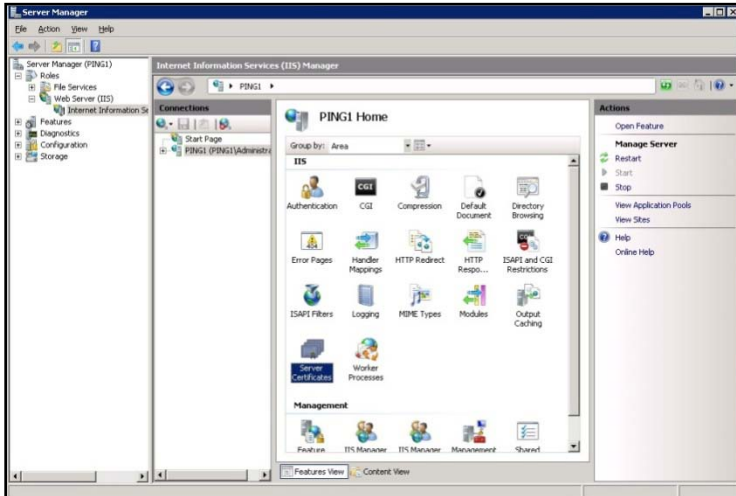 Server Manager
File Action View Help
Server Manager (PING1)
Roles
File Services
Web Server (IIS)
Internet Information Se
Features
Diagnostics
Configuration
Storage
Internet Information Services (IIS) Manager
PING1
Connections
Start Page
PING1 (PING1\Administra
PING1 Home
Group by: Area
IIS
Authentication CGI Compression Default Document Directory Browsing
Error Pages Handler Mappings HTTP Redirect HTTP Respo... ISAPI and CGI Restrictions
ISAPI Filters Logging MIME Types Modules Output Caching
Server Certificates Worker Processes
Management
Feature IIS Manager IIS Manager Management Shared
Features View Content View
Actions
Open Feature
Manage Server
Restart
Start
Stop
View Application Pools
View Sites
Help
Online Help